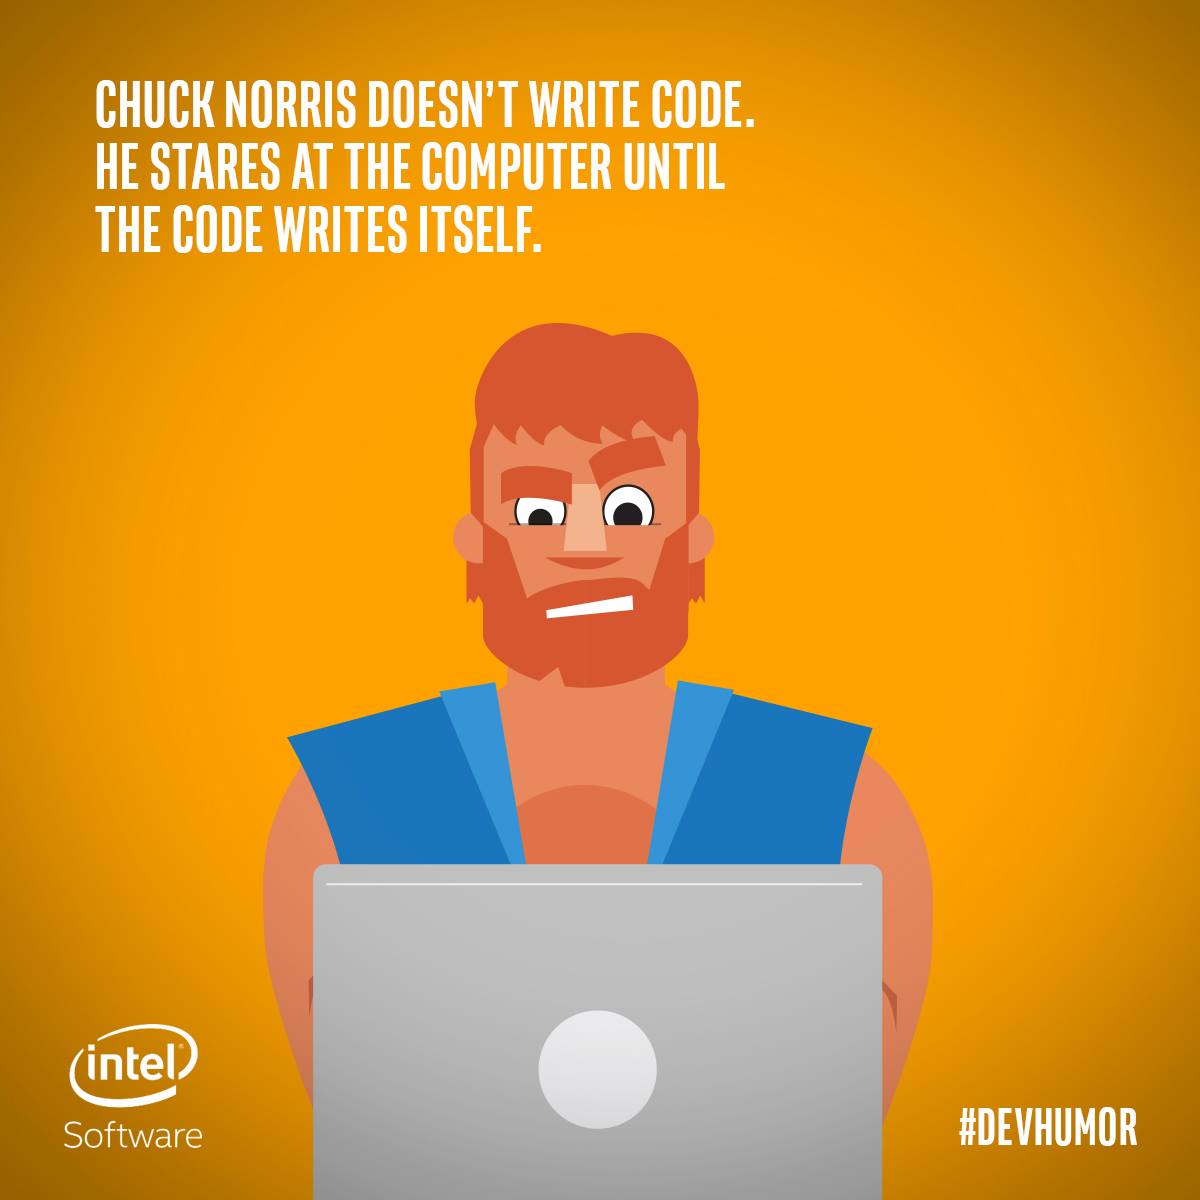 CHUCK NORRIS DOESN'T WRITE CODE.
HE STARES AT THE COMPUTER UNTIL
THE CODE WRITES ITSELF.
intel®
Software
#DEVHUMOR